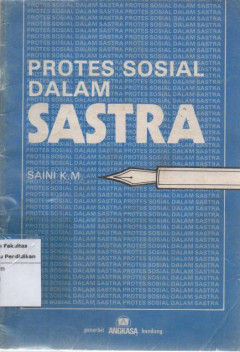 PROTES SOSIAL
DALAM
SASTRA
SAINI K.M.
Fakultas
Pendidikan
penerbit ANGKASA bandung